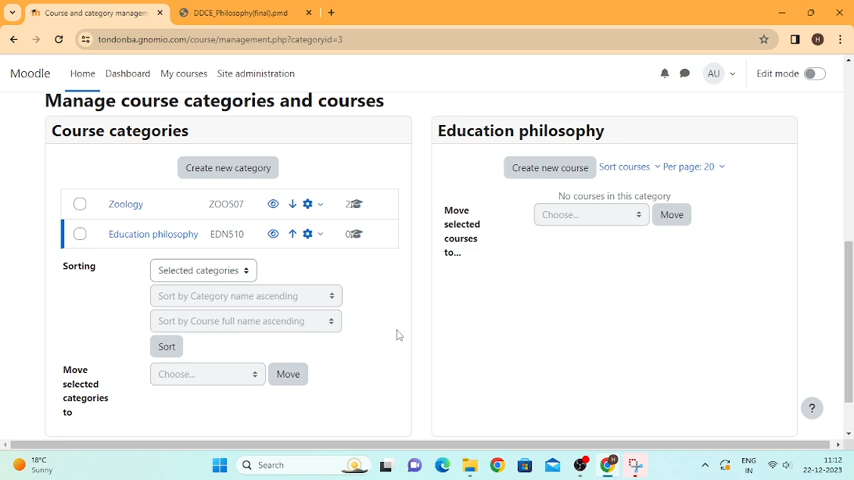 Course and category managem
DDCE_Philosophy(final).pmd
tondonba.gnomio.com/course/management.php?categoryid=3
H
Moodle Home Dashboard My courses Site administration AU Edit mode
Manage course categories and courses
Course categories
Create new category
Zoology ZOO507 2
Education philosophy EDN510 0
Sorting Selected categories
Sort by Category name ascending
Sort by Course full name ascending
Sort
Move selected categories to
Choose... Move
Education philosophy
Create new course Sort courses Per page: 20
No courses in this category
Move selected courses to...
Choose... Move
?
18°C
Sunny
Search
H
ENG
IN
11:12
22-12-2023